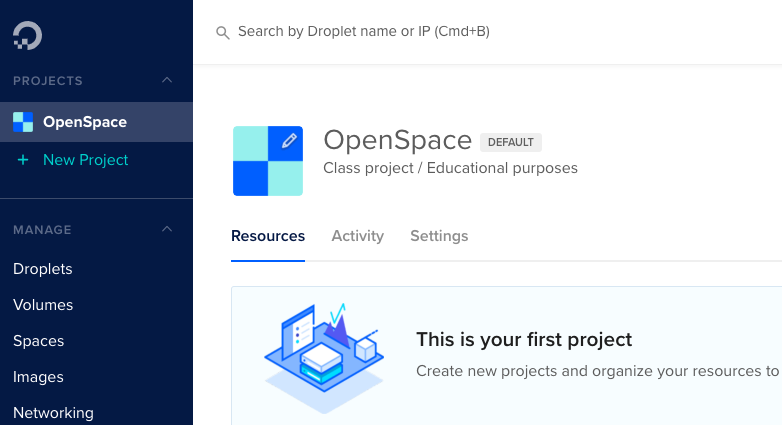 Search by Droplet name or IP (Cmd+B)
PROJECTS
OpenSpace
+ New Project
MANAGE
Droplets
Volumes
Spaces
Images
Networking
OpenSpace DEFAULT
Class project / Educational purposes
Resources Activity Settings
This is your first project
Create new projects and organize your resources to